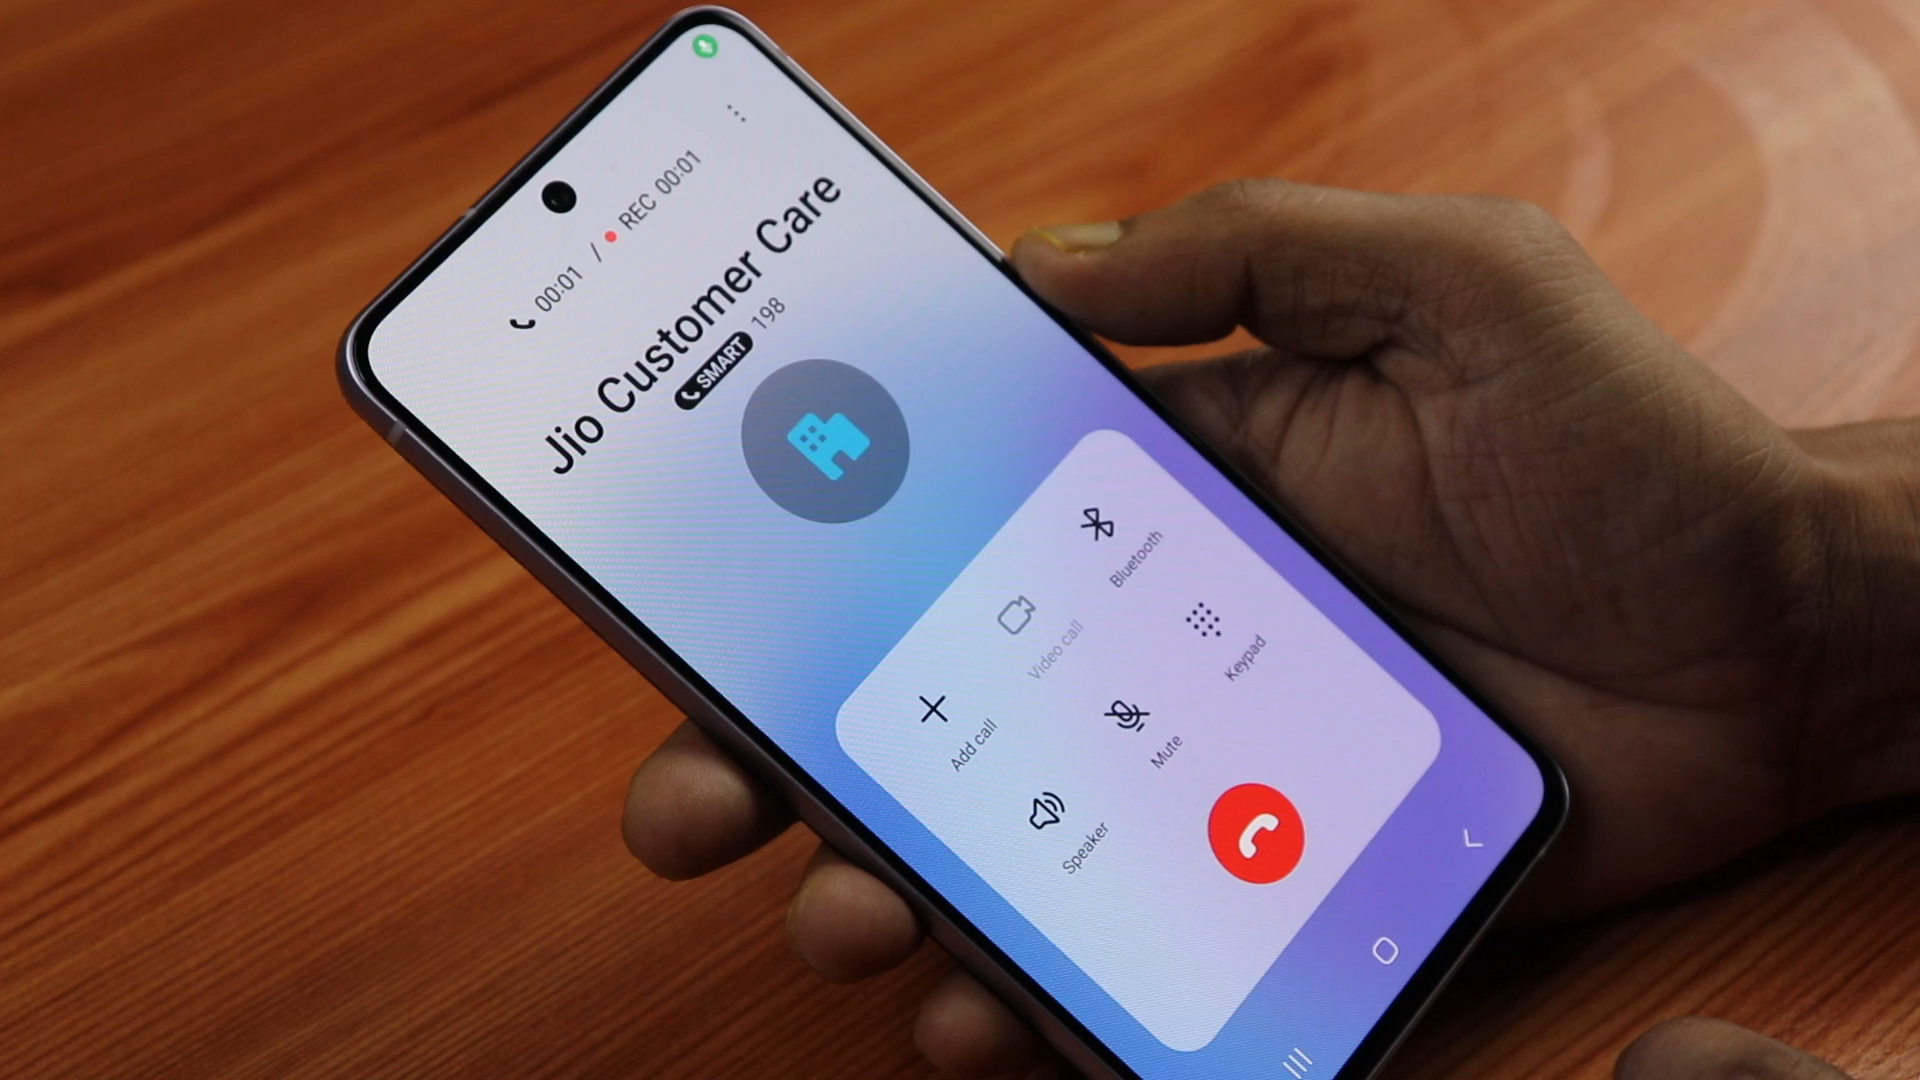 00:01 / REC 00:01
Jio Customer Care
SMART 198
Add call
Video call
Bluetooth
Speaker
Mute
Keypad